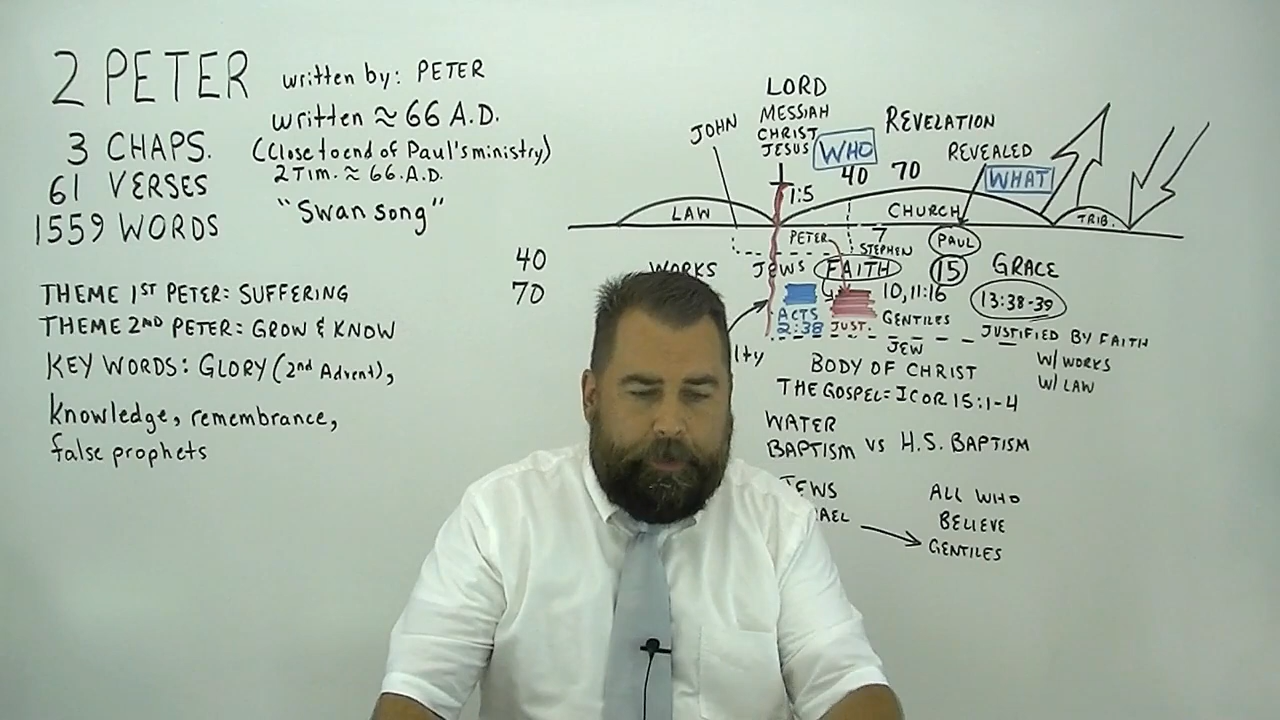 2 PETER
written by: PETER
written ≈ 66 A.D.
(Close to end of Paul's ministry)
2 Tim. ≈ 66. A.D.
"Swan song"
3 CHAPS.
61 VERSES
1559 WORDS
40
70
THEME 1ST PETER: SUFFERING
THEME 2ND PETER: GROW & KNOW
KEY WORDS: GLORY (2nd Advent),
knowledge, remembrance,
false prophets
LORD
MESSIAH
CHRIST
JESUS
JOHN
WHO
REVELATION
REVEALED
WHAT
40
70
1:5
LAW
CHURCH
TRIB.
PETER
7
STEPHEN
PAUL
WORKS
JEWS
FAITH
15
GRACE
ACTS
2:38
JUST.
10,11:16
GENTILES
13:38-39
JUSTIFIED BY FAITH
W/ WORKS
W/ LAW
JEW
BODY OF CHRIST
THE GOSPEL = I COR 15:1-4
WATER
BAPTISM VS H.S. BAPTISM
JEWS
ALL WHO
BELIEVE
GENTILES